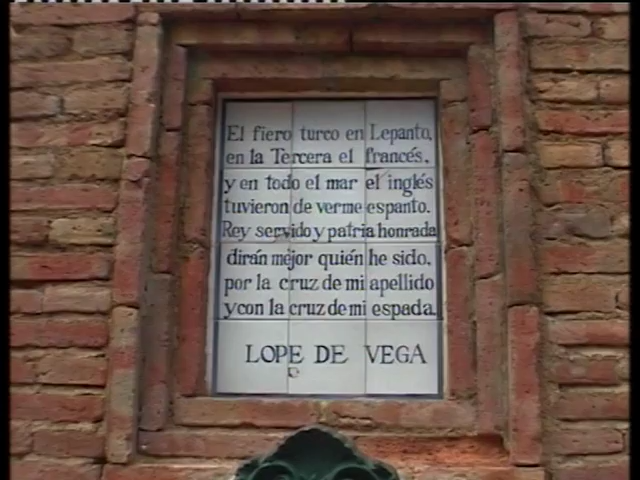 El fiero turco en Lepanto,
en la Tercera el francés,
y en todo el mar el inglés
tuvieron de verme espanto.
Rey servido y patria honrada
dirán mejor quién he sido,
por la cruz de mi apellido
y con la cruz de mi espada.
LOPE DE VEGA